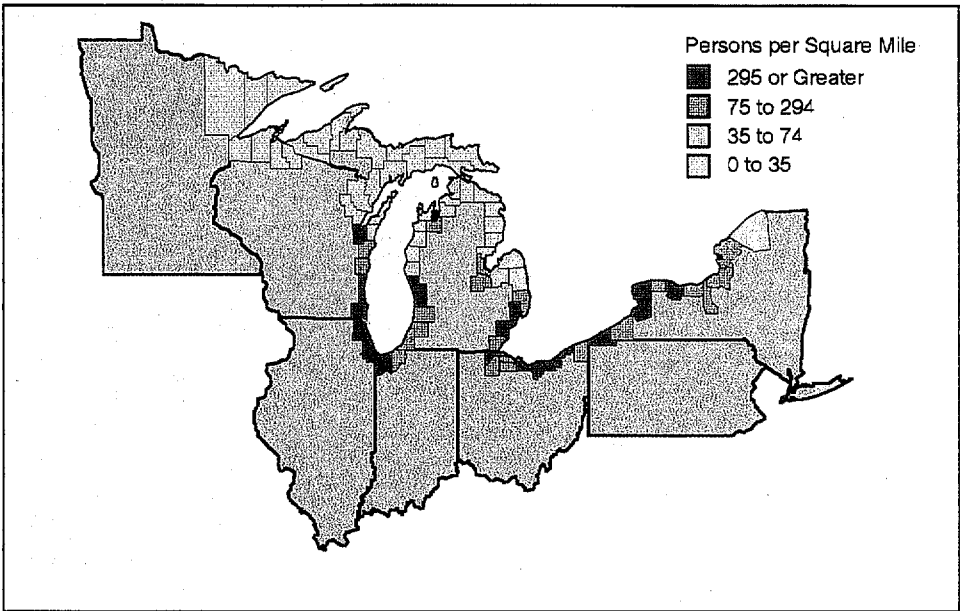 Persons per Square Mile
295 or Greater
75 to 294
35 to 74
0 to 35